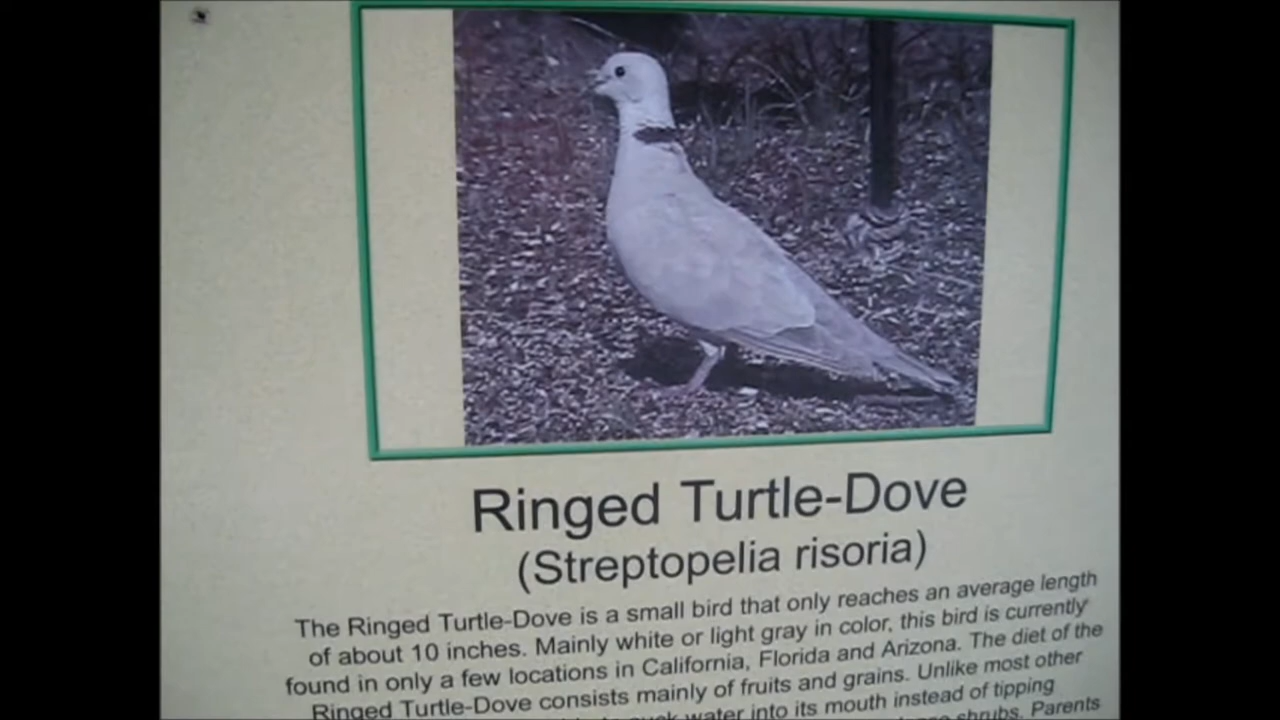 Ringed Turtle-Dove
(Streptopelia risoria)
The Ringed Turtle-Dove is a small bird that only reaches an average length
of about 10 inches. Mainly white or light gray in color, this bird is currently
found in only a few locations in California, Florida and Arizona. The diet of the
Ringed Turtle-Dove consists mainly of fruits and grains. Unlike most other
water into its mouth instead of tipping
shrubs. Parents